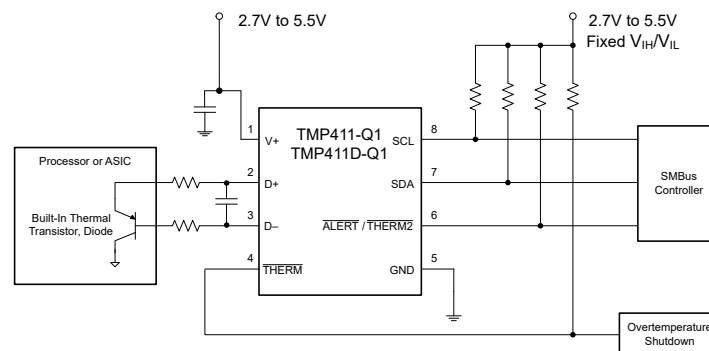 2.7V to 5.5V
2.7V to 5.5V
Fixed VIH/VIL
TMP411-Q1
TMP411D-Q1
1
V+
SCL
8
Processor or ASIC
Built-In Thermal
Transistor, Diode
2
D+
SDA
7
3
D–
ALERT / THERM2
6
4
THERM
GND
5
SMBus
Controller
Overtemperature
Shutdown